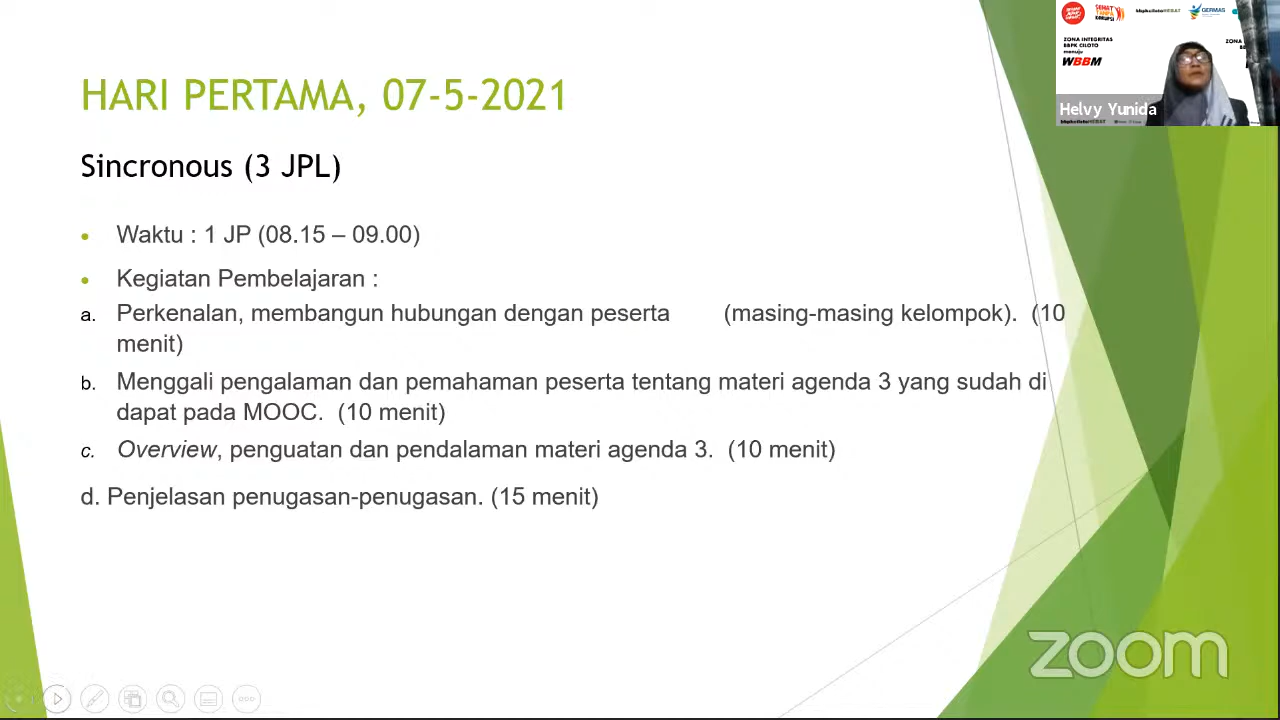 HARI PERTAMA, 07-5-2021
Sincronous (3 JPL)
• Waktu : 1 JP (08.15 – 09.00)
• Kegiatan Pembelajaran :
a. Perkenalan, membangun hubungan dengan peserta (masing-masing kelompok). (10
menit)
b. Menggali pengalaman dan pemahaman peserta tentang materi agenda 3 yang sudah di
dapat pada MOOC. (10 menit)
c. Overview, penguatan dan pendalaman materi agenda 3. (10 menit)
d. Penjelasan penugasan-penugasan. (15 menit)
GERMAS
ZONA INTEGRITAS
BBPK CILOTO
menuju
WBBM
Helvy Yunida
zoom